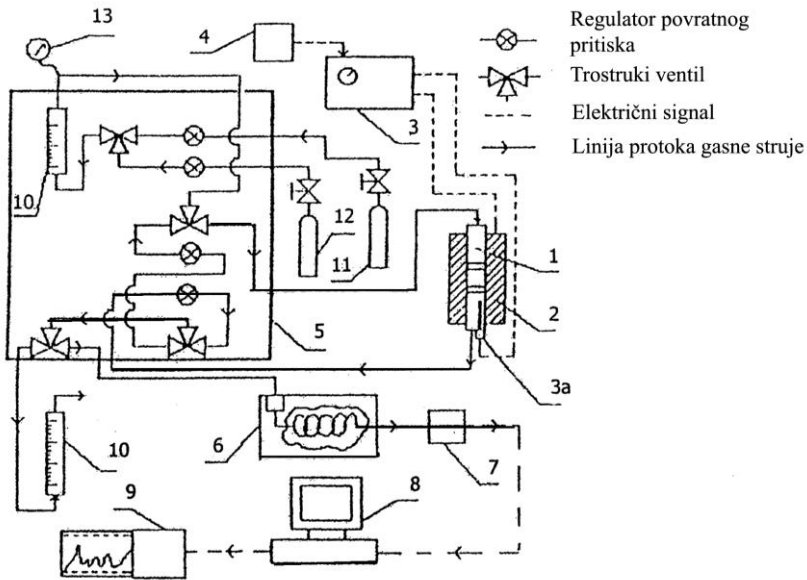 13
4
Regulator povratnog
pritiska
Trostruki ventil
3
Električni signal
Linija protoka gasne struje
10
12
11
1
5
2
3a
6
10
7
8
9